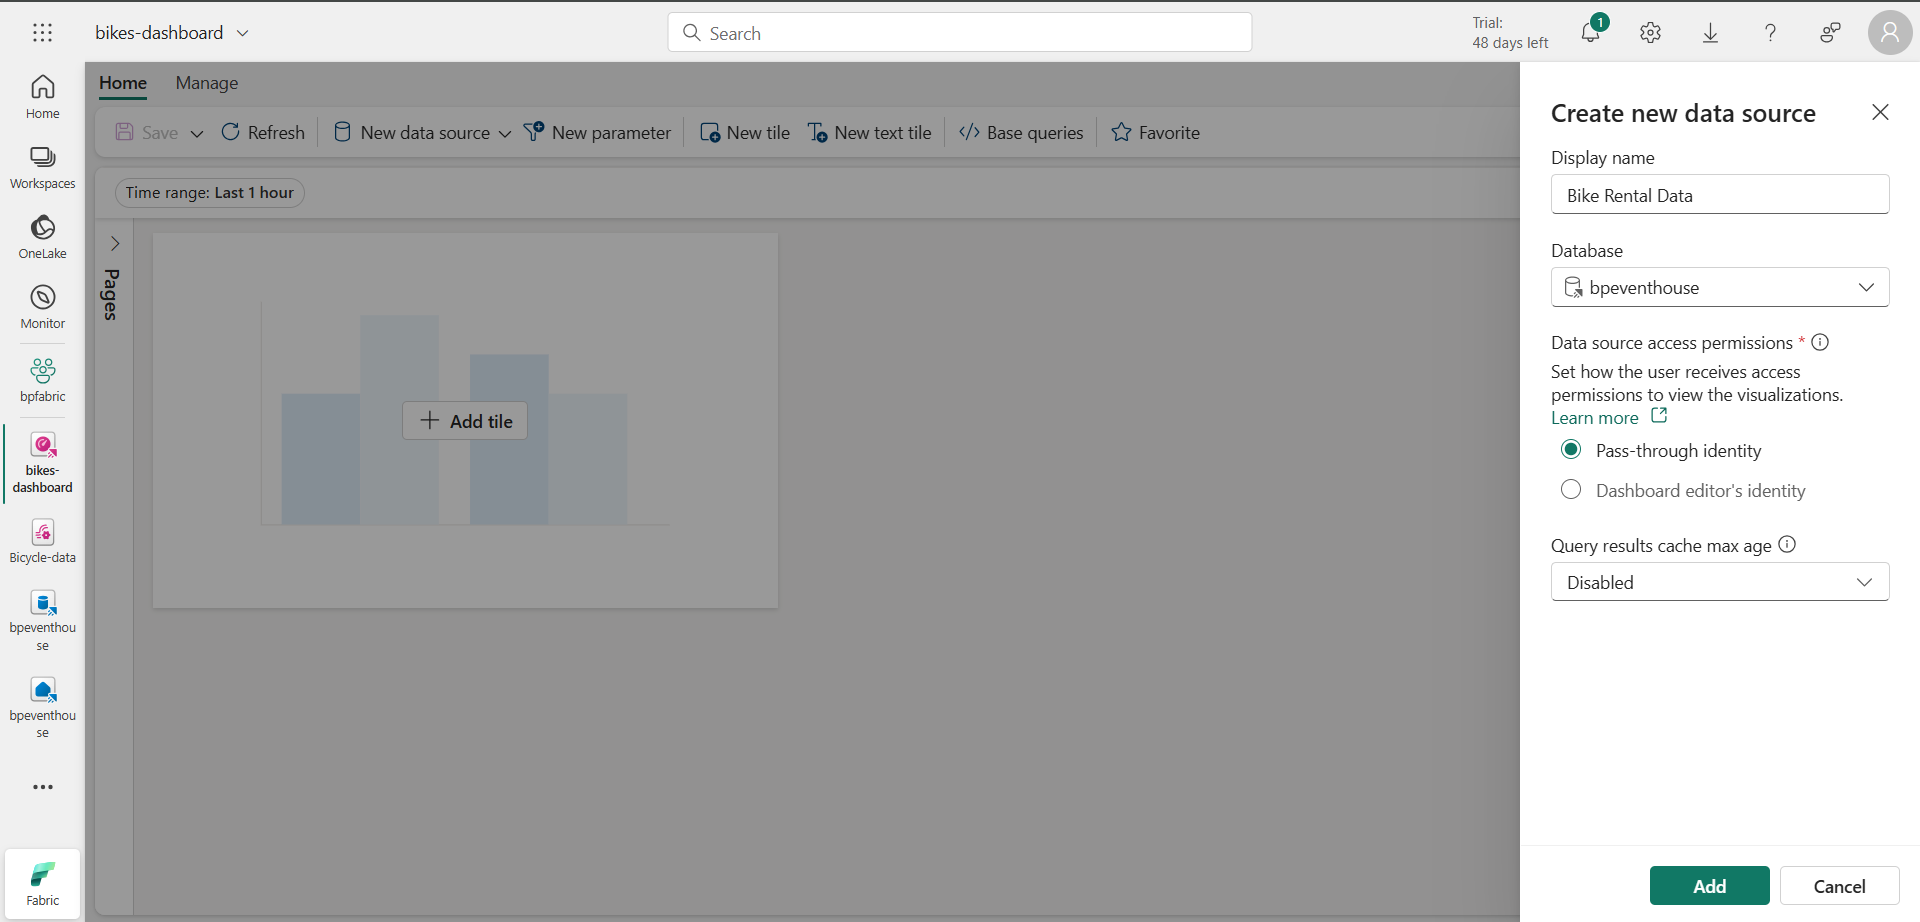 bikes-dashboard
Search
Trial:
48 days left
1
Home
Workspaces
OneLake
Monitor
bpfabric
bikes-
dashboard
Bicycle-data
bpeventhou
se
bpeventhou
se
Fabric
Home
Manage
Save
Refresh
New data source
New parameter
New tile
New text tile
Base queries
Favorite
Time range: Last 1 hour
Pages
Add tile
Create new data source
Display name
Bike Rental Data
Database
bpeventhouse
Data source access permissions *
Set how the user receives access
permissions to view the visualizations.
Learn more
Pass-through identity
Dashboard editor's identity
Query results cache max age
Disabled
Add
Cancel